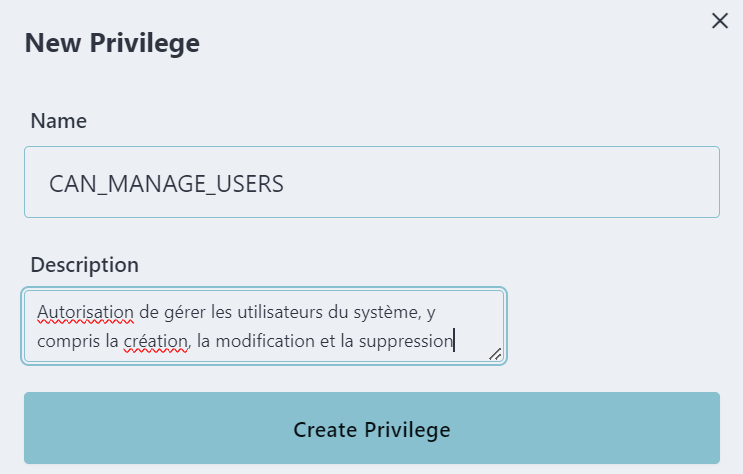 New Privilege
Name
CAN_MANAGE_USERS
Description
Autorisation de gérer les utilisateurs du système, y
compris la création, la modification et la suppression
Create Privilege